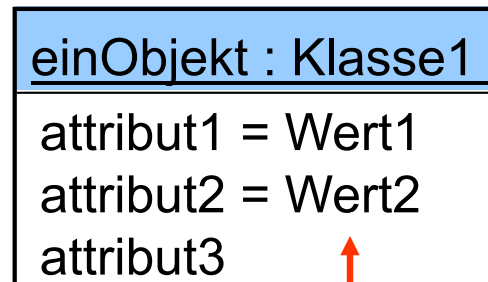 einObjekt : Klasse1
attribut1 = Wert1
attribut2 = Wert2
attribut3